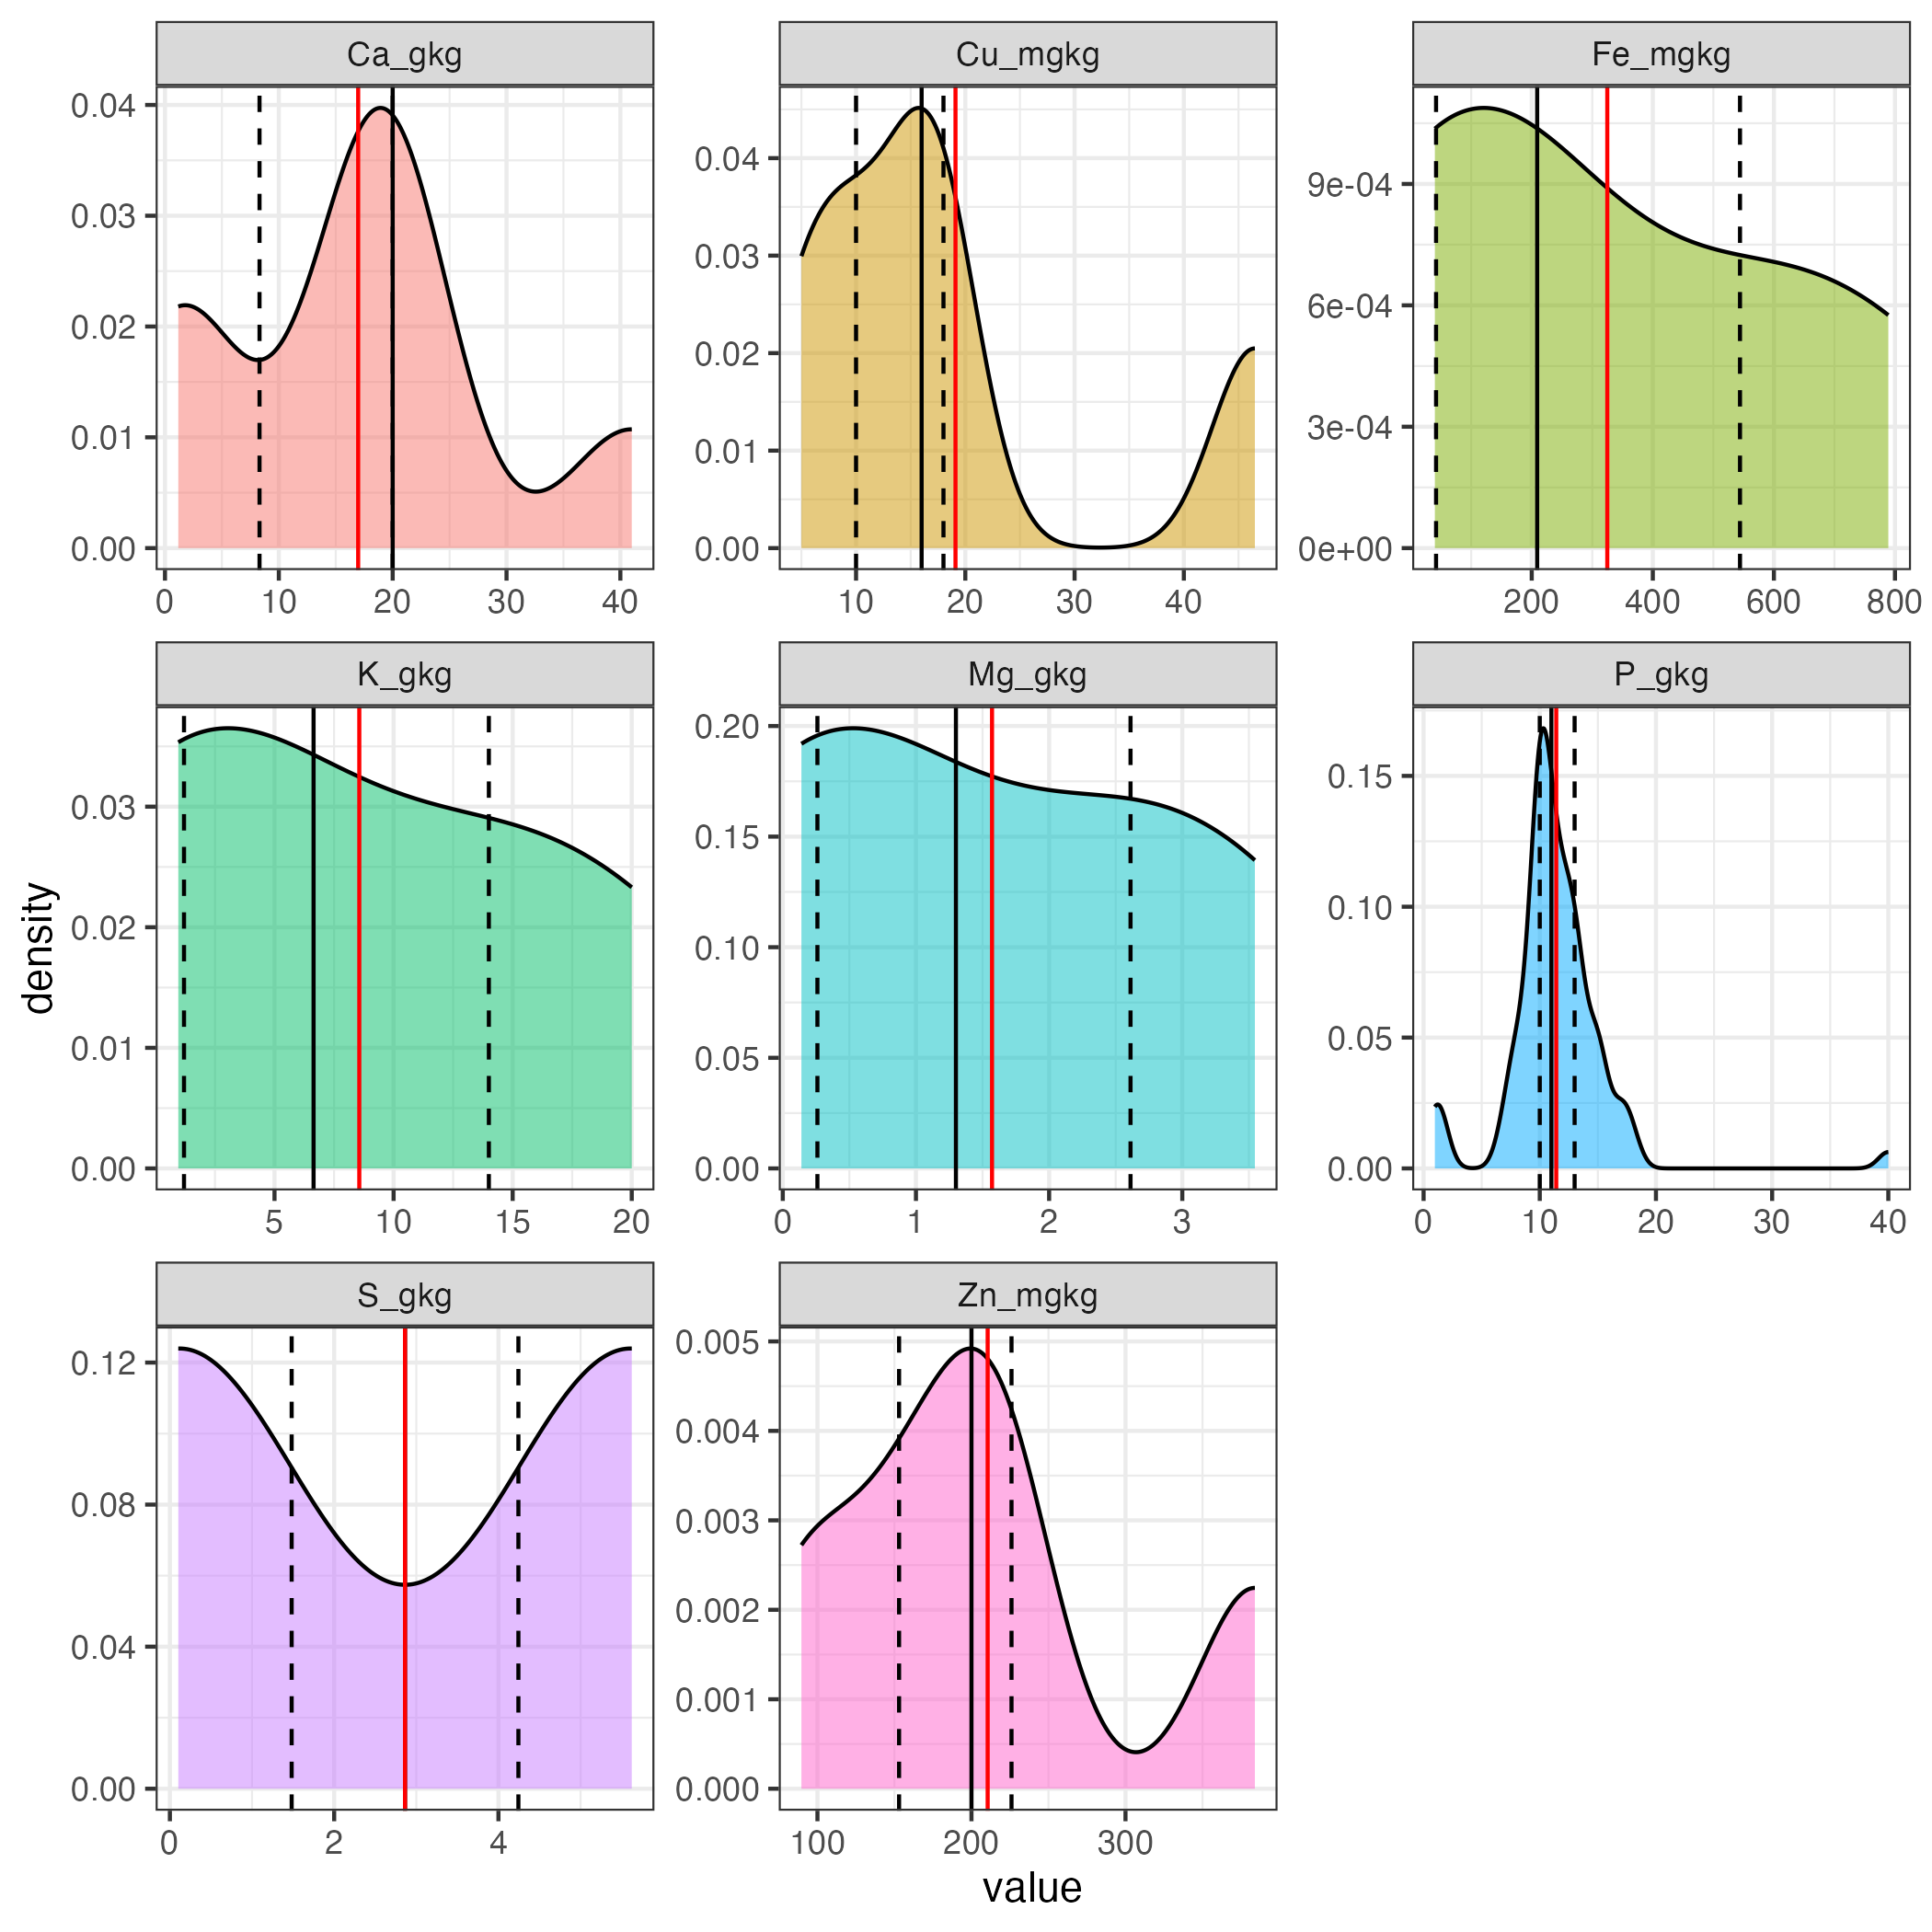 Ca_gkg
Cu_mgkg
Fe_mgkg
0.04
0.03
0.02
0.01
0.00
0.04
0.03
0.02
0.01
0.00
9e-04
6e-04
3e-04
0e+00
0 10 20 30 40
10 20 30 40
200 400 600 800
K_gkg
Mg_gkg
P_gkg
0.03
0.02
0.01
0.00
0.20
0.15
0.10
0.05
0.00
0.15
0.10
0.05
0.00
5 10 15 20
0 1 2 3
0 10 20 30 40
S_gkg
Zn_mgkg
0.12
0.08
0.04
0.00
0.005
0.004
0.003
0.002
0.001
0.000
0 2 4
100 200 300
density
value